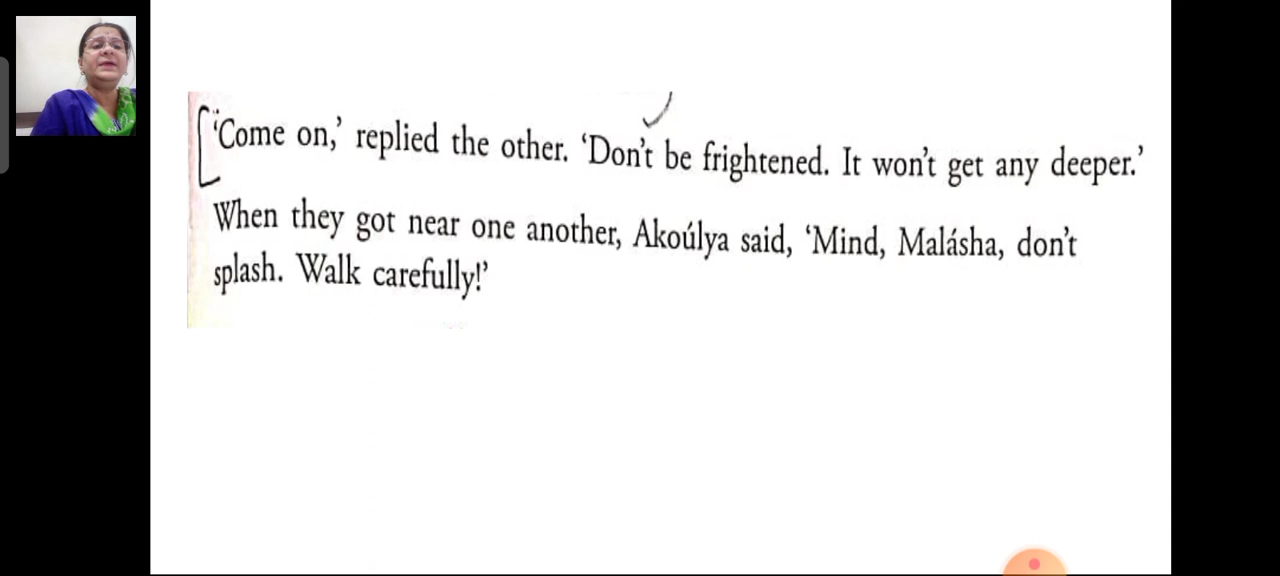 ‘Come on,’ replied the other. ‘Don’t be frightened. It won’t get any deeper.’
When they got near one another, Akoúlya said, ‘Mind, Malásha, don’t
splash. Walk carefully!’